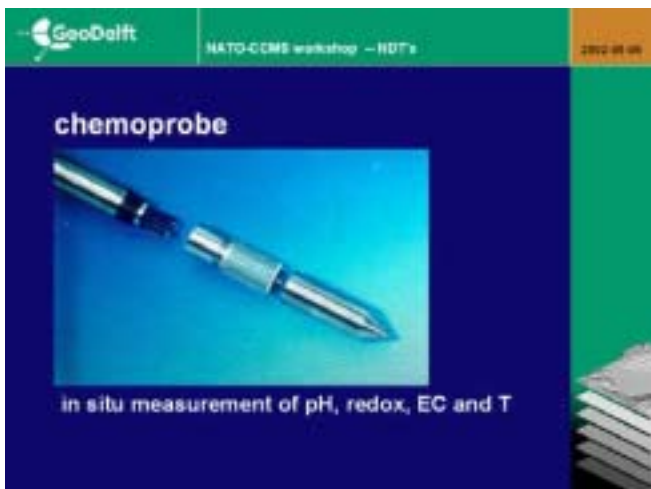 GeoDelft
NATO-CCMS workshop – NDT's
chemoprobe
in situ measurement of pH, redox, EC and T